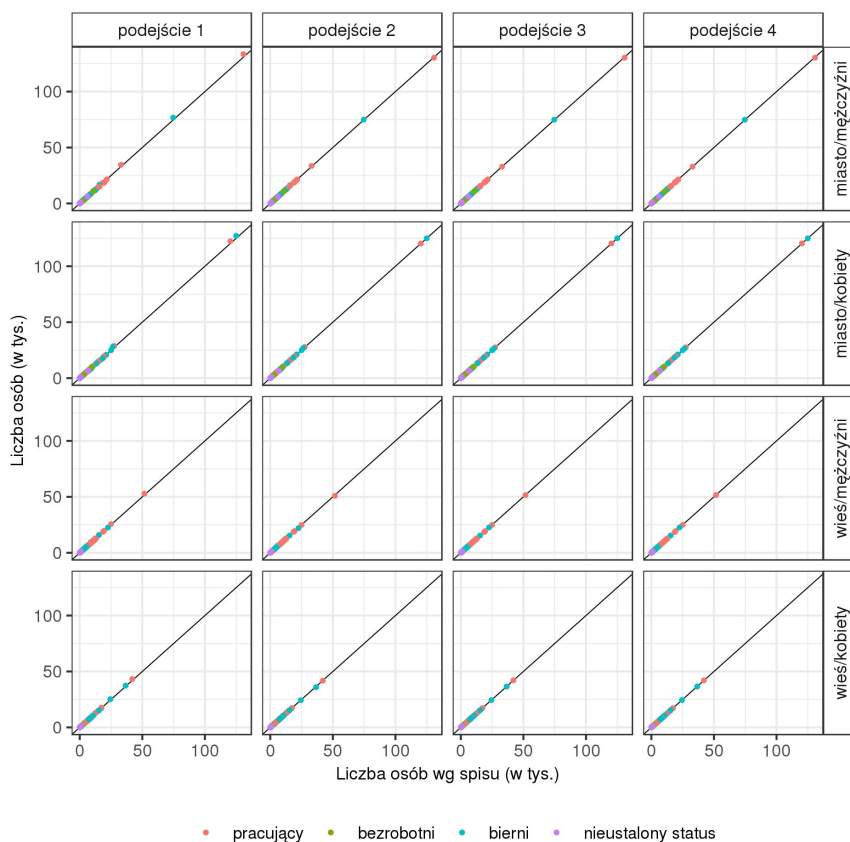 podejście 1
podejście 2
podejście 3
podejście 4
100
50
0
miasto/mężczyźni
100
50
0
miasto/kobiety
100
50
0
wieś/mężczyźni
100
50
0
wieś/kobiety
Liczba osób (w tys.)
0 50 100
0 50 100
0 50 100
0 50 100
Liczba osób wg spisu (w tys.)
pracujący bezrobotni bierni nieustalony status